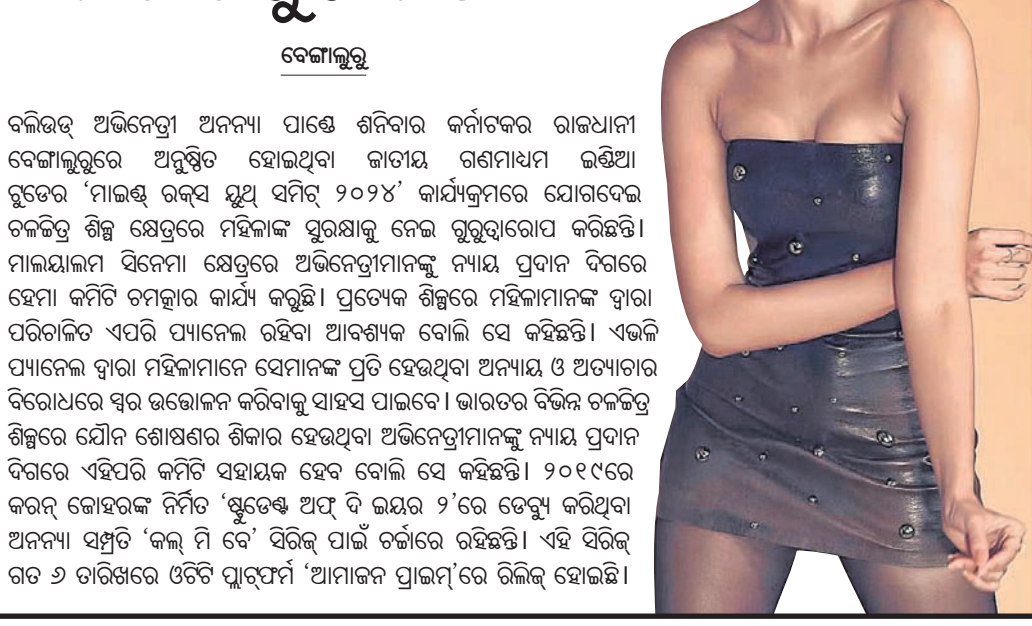 ବେଙ୍ଗାଲୁରୁ
ବଲିଉଡ୍ ଅଭିନେତ୍ରୀ ଅନନ୍ୟା ପାଣ୍ଡେ ଶନିବାର କର୍ନାଟକର ରାଜଧାନୀ
ବେଙ୍ଗାଲୁରୁରେ ଅନୁଷ୍ଠିତ ହୋଇଥିବା ଜାତୀୟ ଗଣମାଧ୍ୟମ ଇଣ୍ଡିଆ
ଟୁଡେର ‘ମାଇଣ୍ଡ୍ ରକ୍‌ସ ୟୁଥ୍ ସମିଟ୍ ୨୦୨୪’ କାର୍ଯ୍ୟକ୍ରମରେ ଯୋଗଦେଇ
ଚଳଚ୍ଚିତ୍ର ଶିଳ୍ପ କ୍ଷେତ୍ରରେ ମହିଳାଙ୍କ ସୁରକ୍ଷାକୁ ନେଇ ଗୁରୁତ୍ୱାରୋପ କରିଛନ୍ତି।
ମାଲୟାଲମ ସିନେମା କ୍ଷେତ୍ରରେ ଅଭିନେତ୍ରୀମାନଙ୍କୁ ନ୍ୟାୟ ପ୍ରଦାନ ଦିଗରେ
ହେମା କମିଟି ଚମତ୍କାର କାର୍ଯ୍ୟ କରୁଛି। ପ୍ରତ୍ୟେକ ଶିଳ୍ପରେ ମହିଳାମାନଙ୍କ ଦ୍ୱାରା
ପରିଚାଳିତ ଏପରି ପ୍ୟାନେଲ ରହିବା ଆବଶ୍ୟକ ବୋଲି ସେ କହିଛନ୍ତି। ଏଭଳି
ପ୍ୟାନେଲ ଦ୍ୱାରା ମହିଳାମାନେ ସେମାନଙ୍କ ପ୍ରତି ହେଉଥିବା ଅନ୍ୟାୟ ଓ ଅତ୍ୟାଚାର
ବିରୋଧରେ ସ୍ୱର ଉତ୍ତୋଳନ କରିବାକୁ ସାହସ ପାଇବେ। ଭାରତର ବିଭିନ୍ନ ଚଳଚ୍ଚିତ୍ର
ଶିଳ୍ପରେ ଯୌନ ଶୋଷଣର ଶିକାର ହେଉଥିବା ଅଭିନେତ୍ରୀମାନଙ୍କୁ ନ୍ୟାୟ ପ୍ରଦାନ
ଦିଗରେ ଏହିପରି କମିଟି ସହାୟକ ହେବ ବୋଲି ସେ କହିଛନ୍ତି। ୨୦୧୯ରେ
କରନ୍ ଜୋହରଙ୍କ ନିର୍ମିତ ‘ଷ୍ଟୁଡେଣ୍ଟ ଅଫ୍ ଦି ଇୟର ୨’ରେ ଡେବ୍ୟୁ କରିଥିବା
ଅନନ୍ୟା ସମ୍ପ୍ରତି ‘କଲ୍ ମି ବେ’ ସିରିଜ୍ ପାଇଁ ଚର୍ଚ୍ଚାରେ ରହିଛନ୍ତି। ଏହି ସିରିଜ୍
ଗତ ୬ ତାରିଖରେ ଓଟିଟି ପ୍ଲାଟ୍‌ଫର୍ମ ‘ଆମାଜନ ପ୍ରାଇମ୍’ରେ ରିଲିଜ୍ ହୋଇଛି।